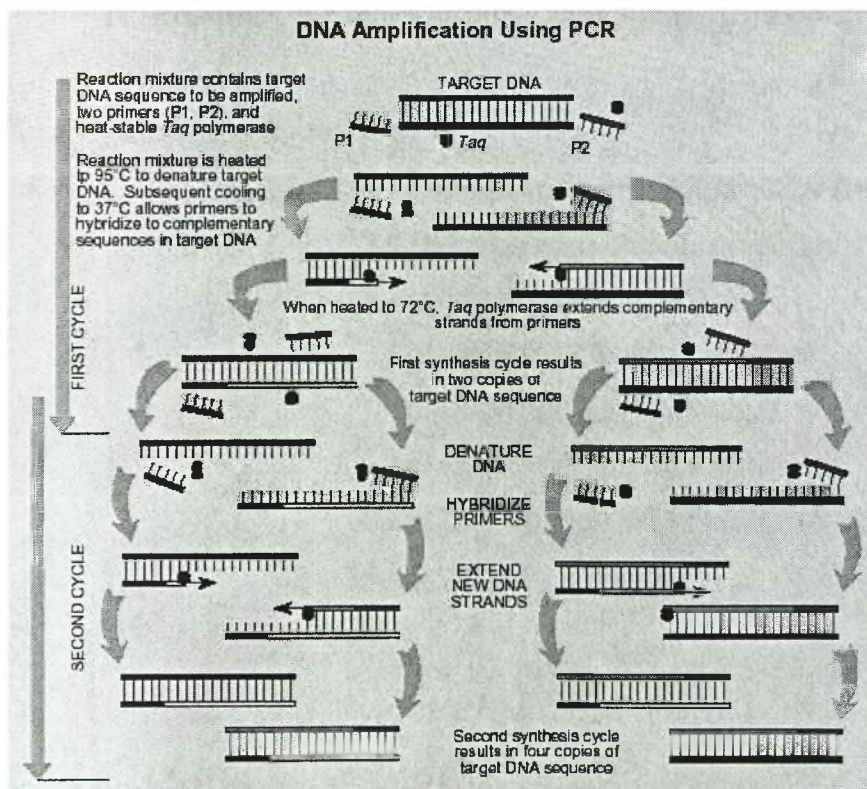 DNA Amplification Using PCR
Reaction mixture contains target
DNA sequence to be amplified,
two primers (P1, P2), and
heat-stable Taq polymerase
TARGET DNA
P1
Taq
P2
Reaction mixture is heated
tp 95°C to denature target
DNA. Subsequent cooling
to 37°C allows primers to
hybridize to complementary
sequences in target DNA
When heated to 72°C, Taq polymerase extends complementary
strands from primers
FIRST CYCLE
First synthesis cycle results
in two copies of
target DNA sequence
DENATURE
DNA
HYBRIDIZE
PRIMERS
EXTEND
NEW DNA
STRANDS
SECOND CYCLE
Second synthesis cycle
results in four copies of
target DNA sequence